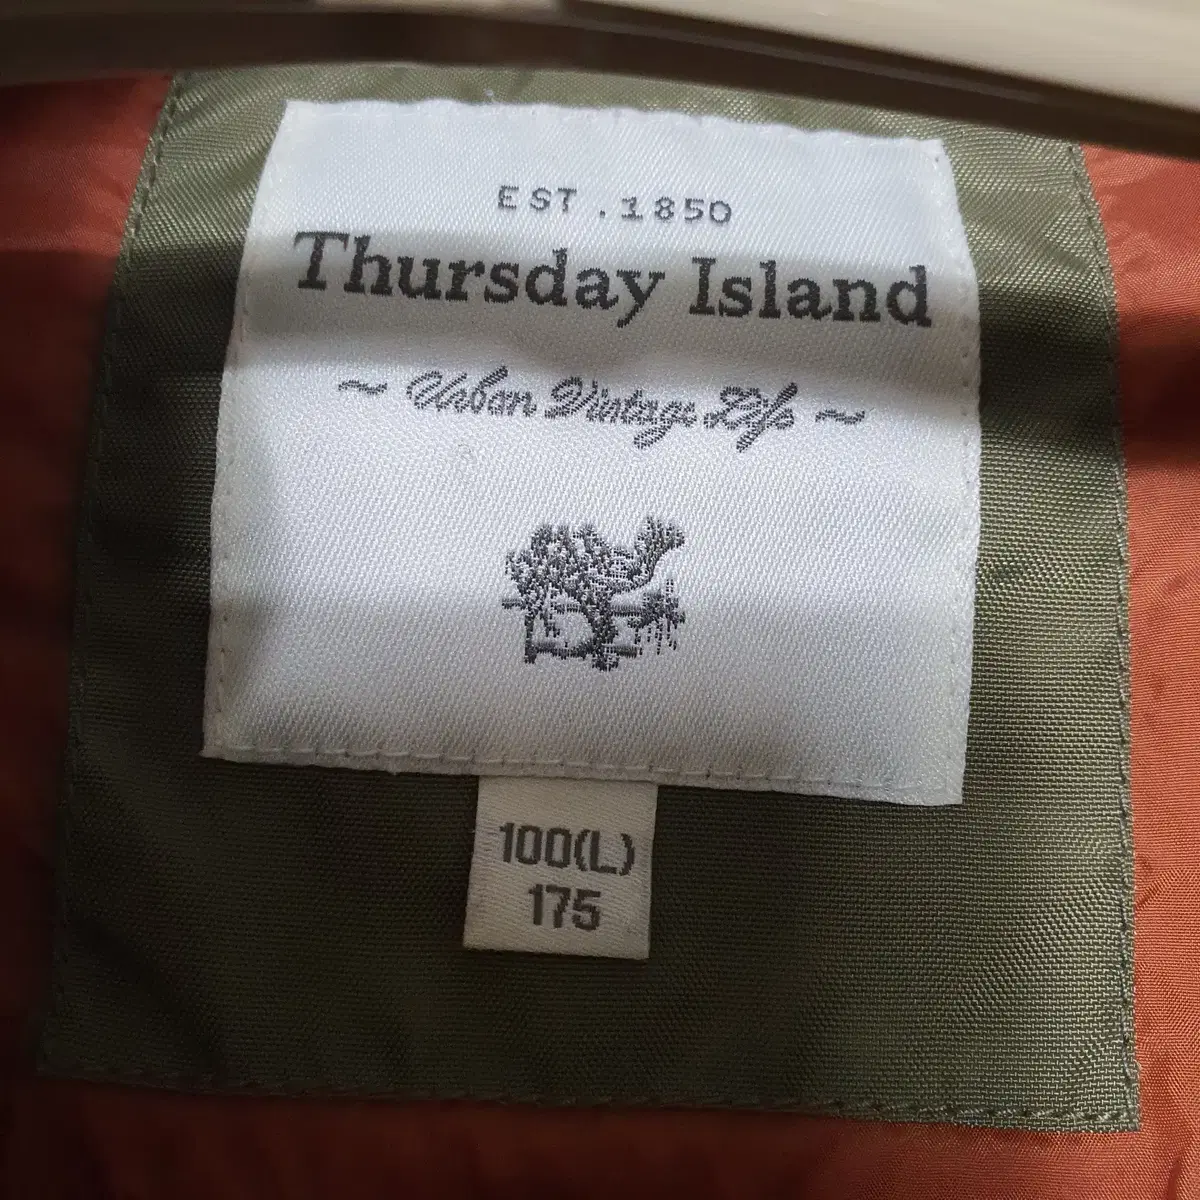 EST.1850
Thursday Island
~ Urban Vintage Life ~
100(L)
175